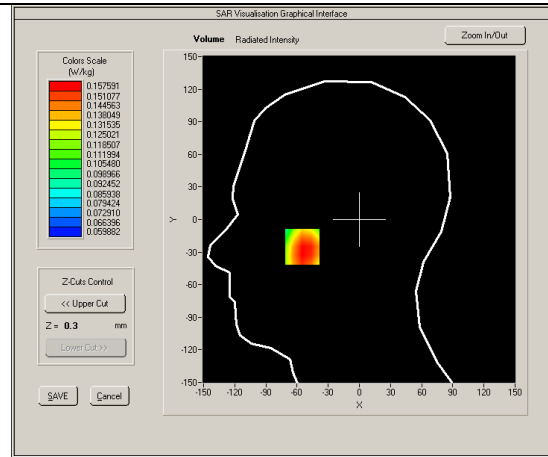 SAR Visualisation Graphical Interface
Volume Radiated Intensity
Zoom In/Out
Colors Scale
(W/kg)
0.157591
0.151077
0.144563
0.138049
0.131535
0.125021
0.118507
0.111994
0.105480
0.098966
0.092452
0.085938
0.079424
0.072910
0.066396
0.059882
Z-Cuts Control
<< Upper Cut
Z = 0.3 mm
Lower Cut >>
SAVE Cancel
150
120
90
60
30
0
-30
-60
-90
-120
-150
Y
-150 -120 -90 -60 -30 0 30 60 90 120 150
X